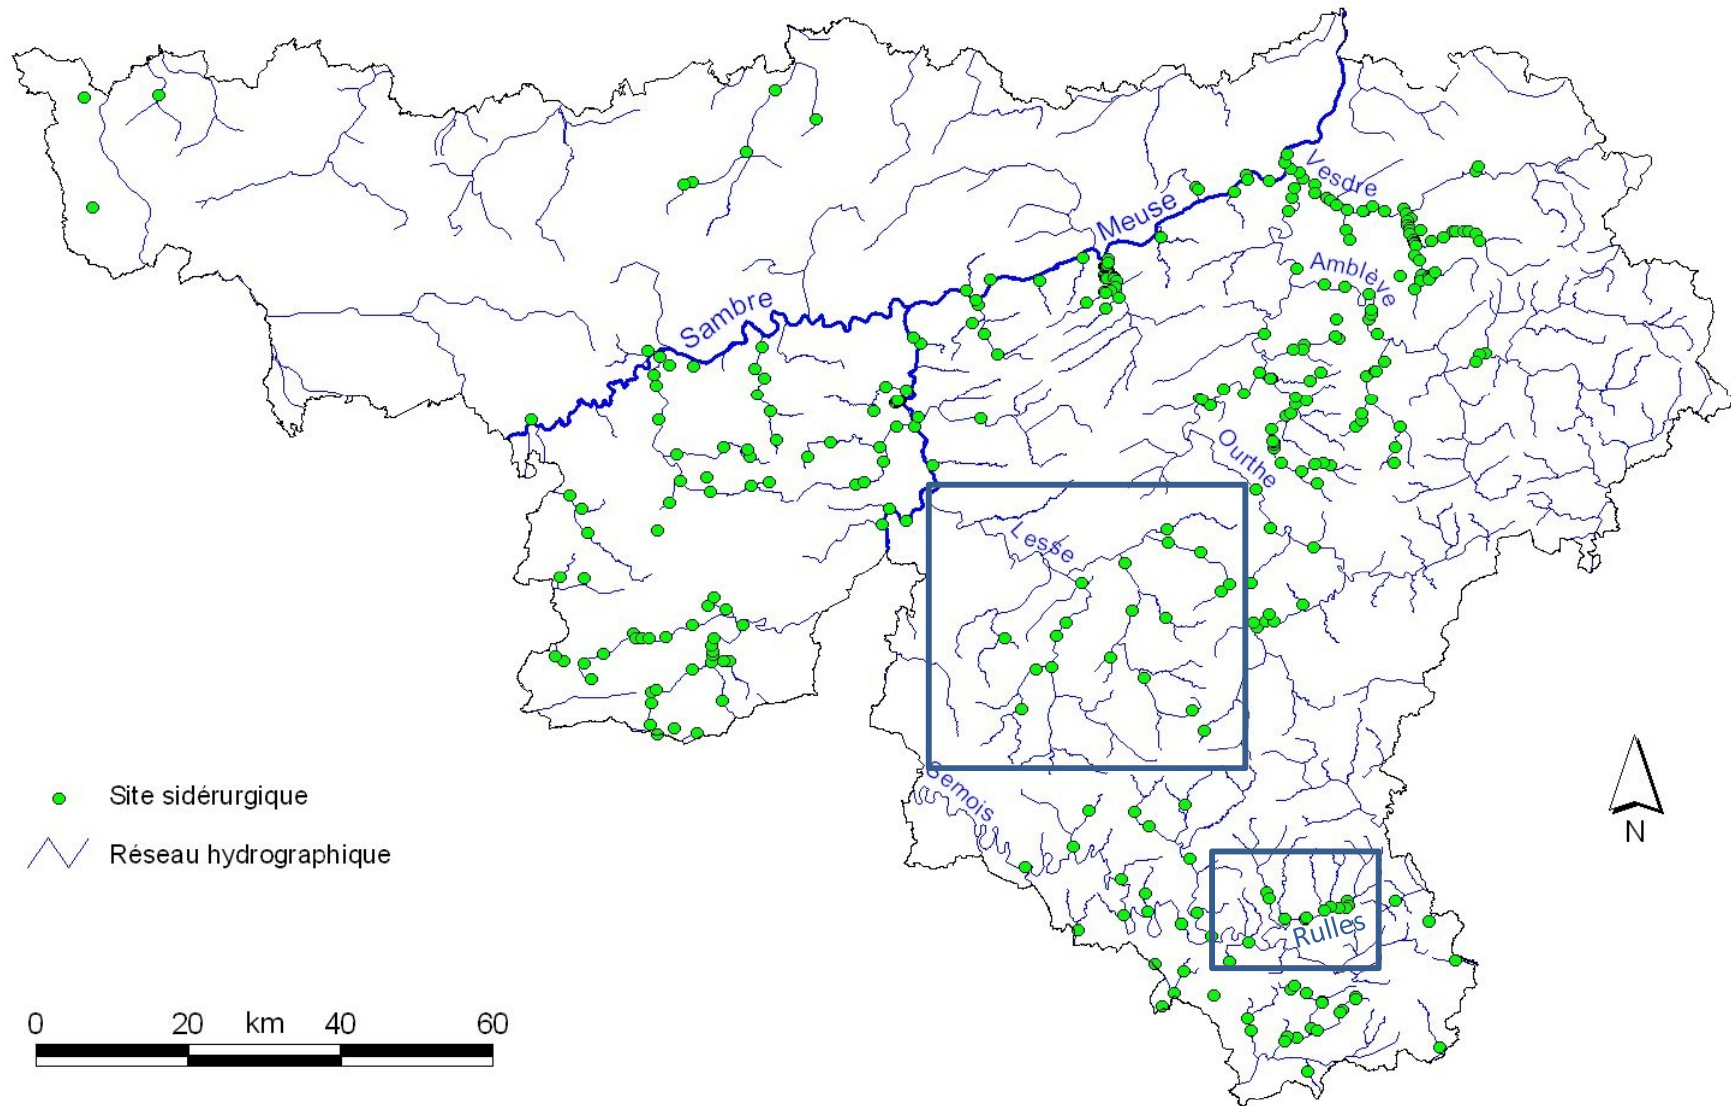 Vesdre
Meuse
Amblève
Sambre
Ourthe
Lesse
Semois
Site sidérurgique
Réseau hydrographique
N
Rulles
0 20 km 40 60